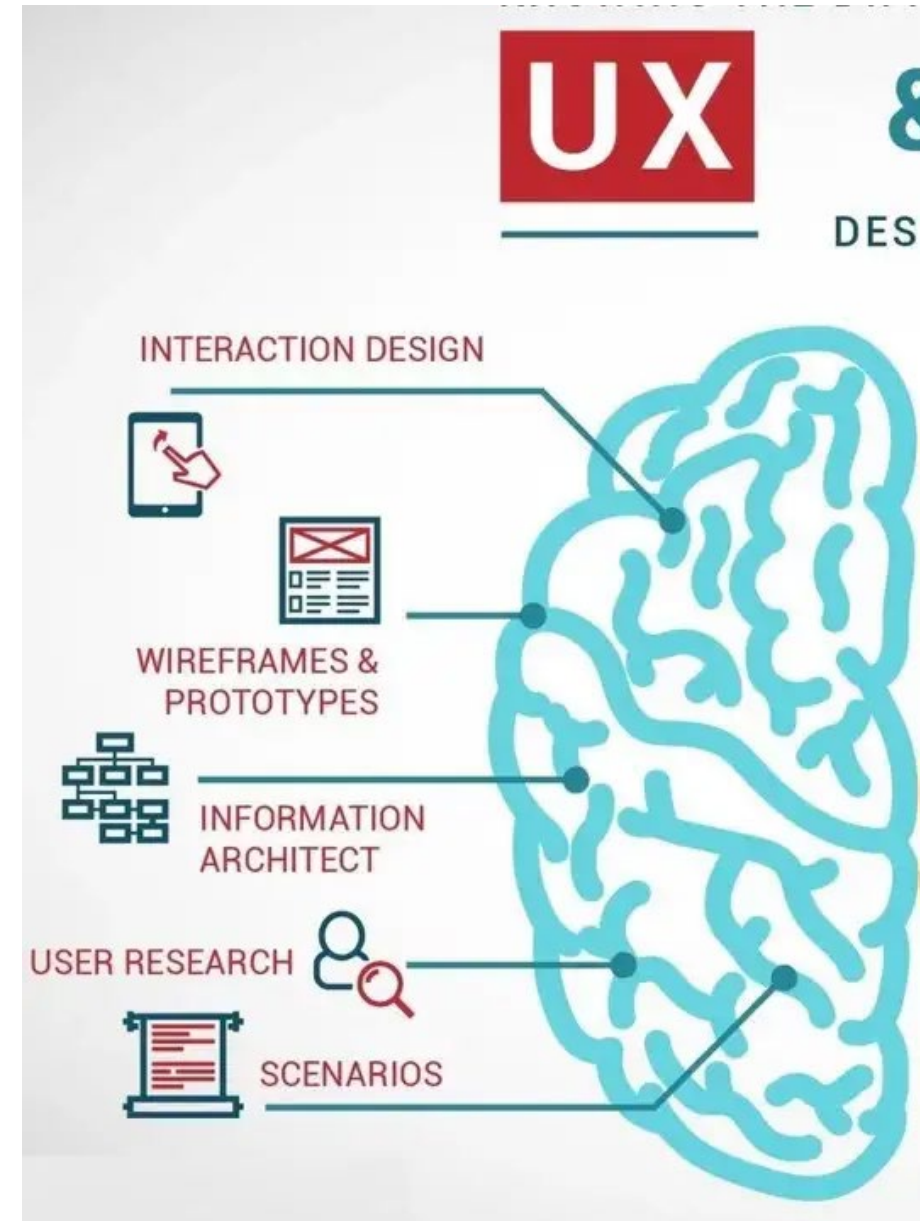 UX &
DES
INTERACTION DESIGN
WIREFRAMES &
PROTOTYPES
INFORMATION
ARCHITECT
USER RESEARCH
SCENARIOS